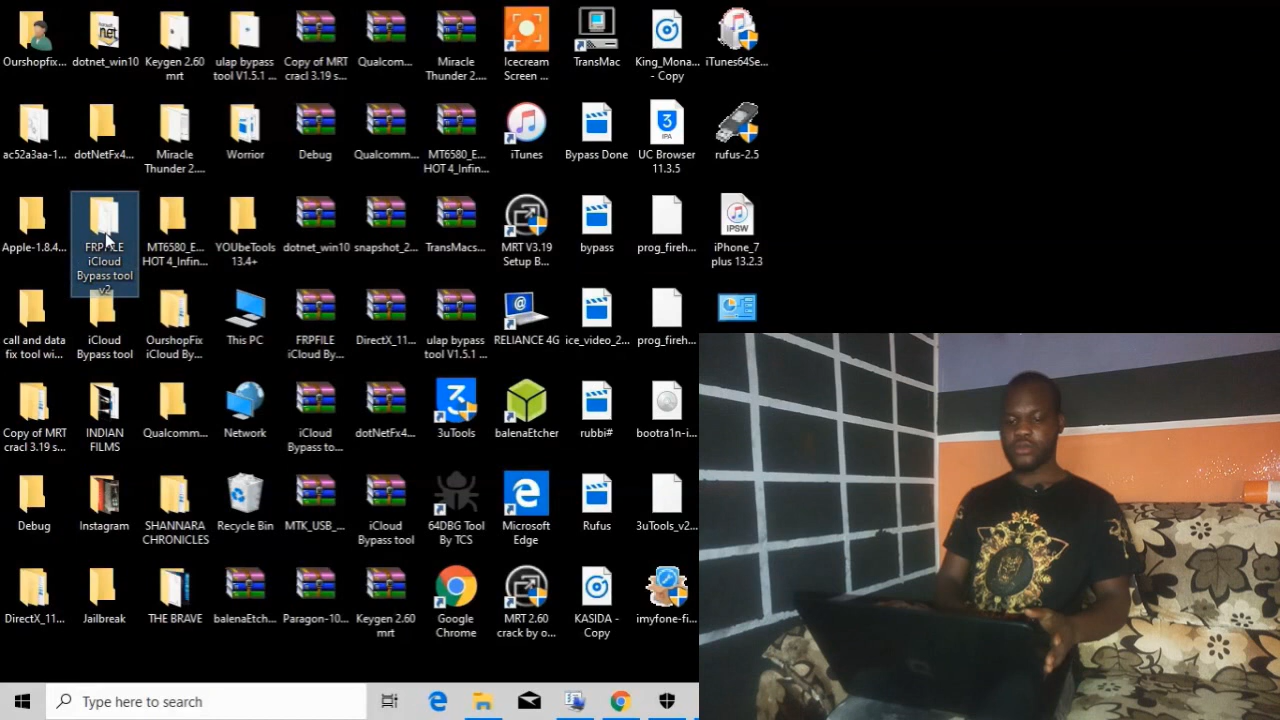 Ourshopfix...
dotnet_win10
Keygen 2.60
mrt
ulap bypass
tool V1.5.1 ...
Copy of MRT
cracl 3.19 s...
Qualcom...
Miracle
Thunder 2....
Icecream
Screen ...
TransMac
King_Mona...
- Copy
iTunes64Se...
ac52a3aa-1...
dotNetFx4...
Miracle
Thunder 2....
Worrior
Debug
Qualcomm...
MT6580_E...
HOT 4_Infin...
iTunes
Bypass Done
3
IPA
UC Browser
11.3.5
rufus-2.5
Apple-1.8.4...
FRPFILE
iCloud
Bypass tool
v2
MT6580_E...
HOT 4_Infin...
YOUbeTools
13.4+
dotnet_win10
snapshot_2...
TransMacs...
MRT V3.19
Setup B...
bypass
prog_fireh...
IPSW
iPhone_7
plus 13.2.3
call and data
fix tool wi...
iCloud
Bypass tool
OurshopFix
iCloud By...
This PC
FRPFILE
iCloud By...
DirectX_11...
ulap bypass
tool V1.5.1 ...
RELIANCE 4G
ice_video_2...
prog_fireh...
Copy of MRT
cracl 3.19 s...
INDIAN
FILMS
Qualcomm...
Network
iCloud
Bypass to...
dotNetFx4...
3uTools
balenaEtcher
rubbi#
bootra1n-i...
Debug
Instagram
SHANNARA
CHRONICLES
Recycle Bin
MTK_USB_...
iCloud
Bypass tool
64DBG Tool
By TCS
Microsoft
Edge
Rufus
3uTools_v2...
DirectX_11...
Jailbreak
THE BRAVE
balenaEtch...
Paragon-10...
Keygen 2.60
mrt
Google
Chrome
MRT 2.60
crack by o...
KASIDA -
Copy
imyfone-fi...
Type here to search